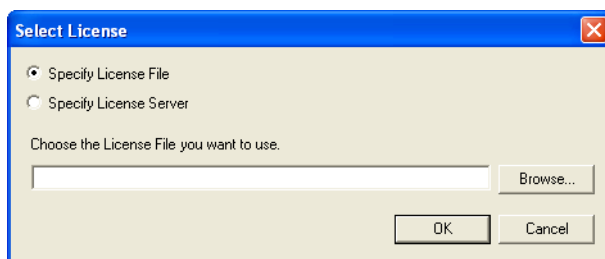 Select License
Specify License File
Specify License Server
Choose the License File you want to use.
Browse...
OK Cancel